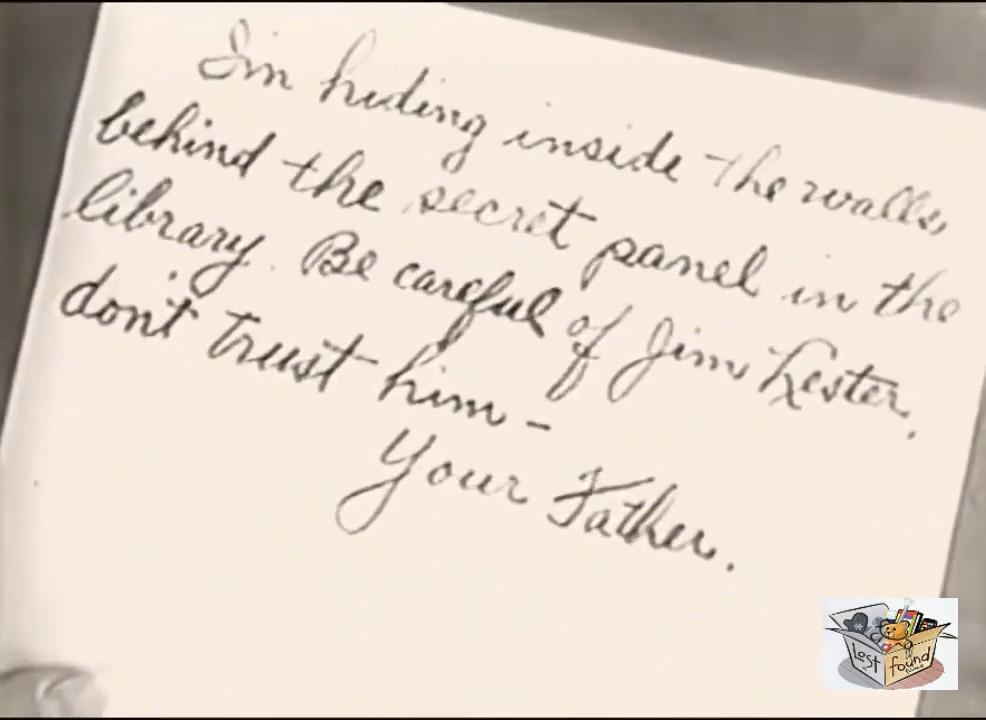 I'm hiding inside the walls,
behind the secret panel in the
library. Be careful of Jim Lester,
don't trust him -
Your Father.
Lost
found